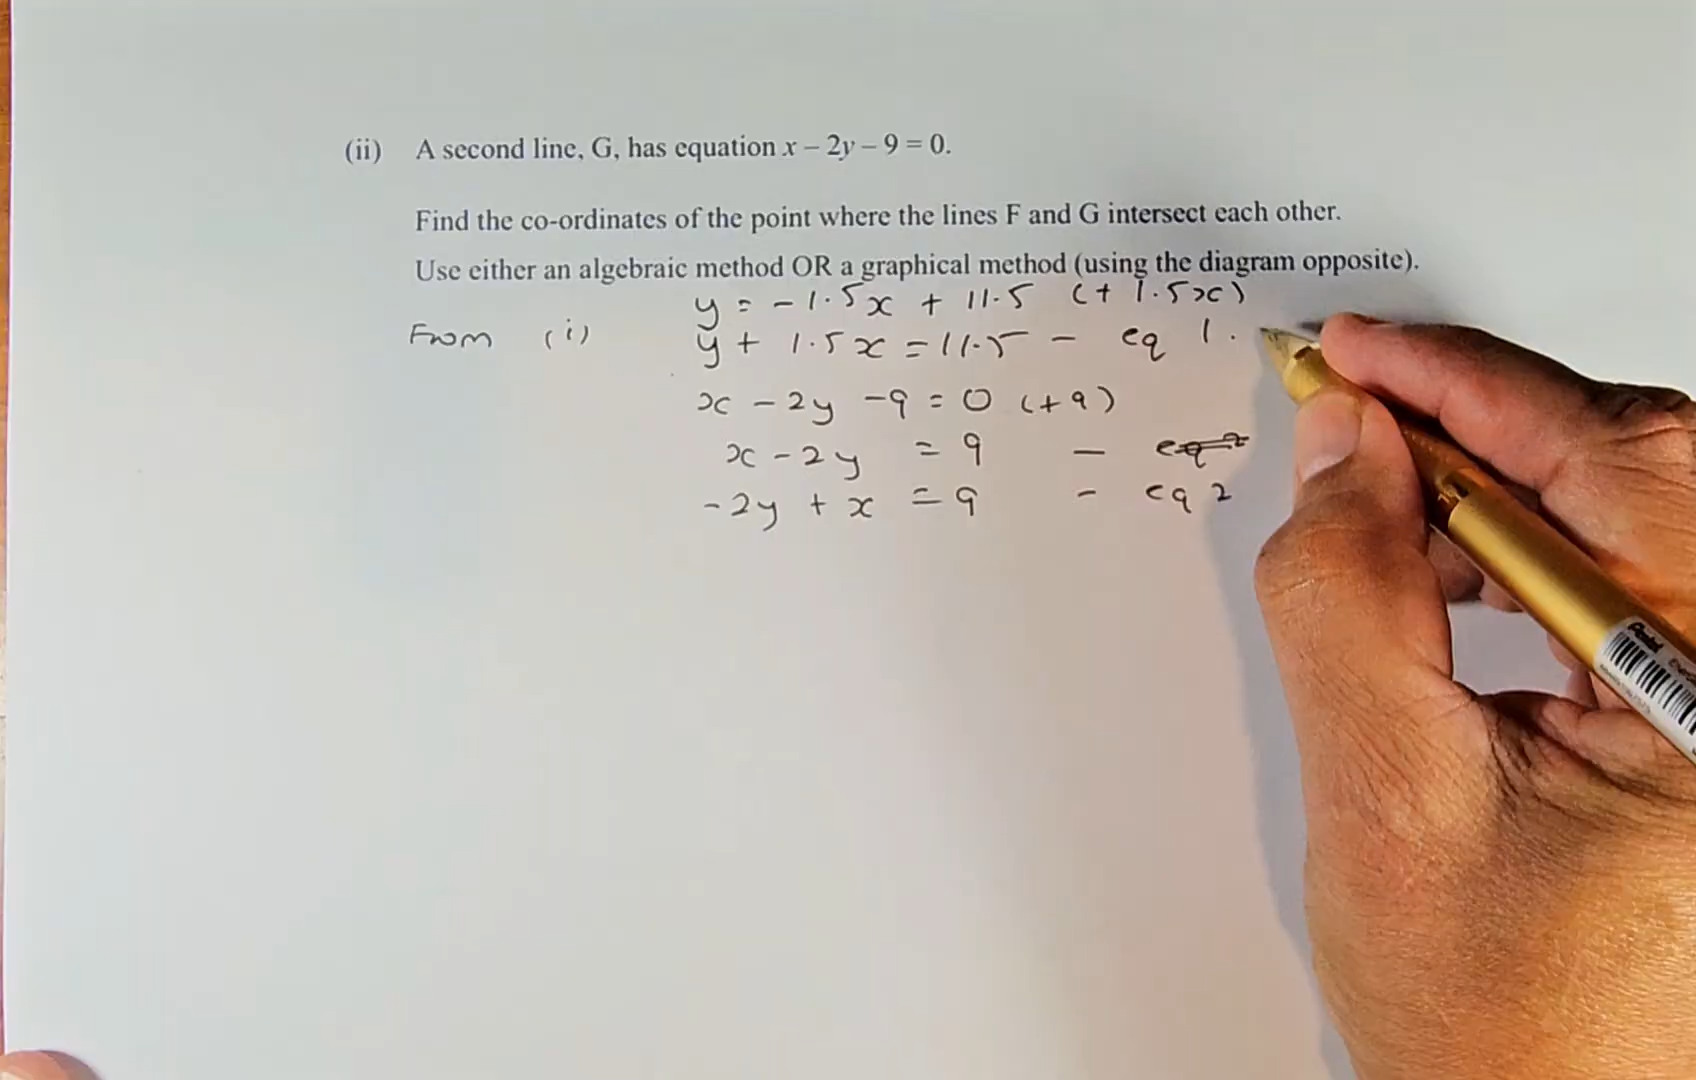 (ii) A second line, G, has equation x – 2y – 9 = 0.
Find the co-ordinates of the point where the lines F and G intersect each other.
Use either an algebraic method OR a graphical method (using the diagram opposite).
y = -1.5x + 11.5 (+ 1.5x)
From (i) y + 1.5x = 11.5 - eq 1.
x - 2y - 9 = 0 (+9)
x - 2y = 9 - eq 2
-2y + x = 9 - eq 2
Pentel